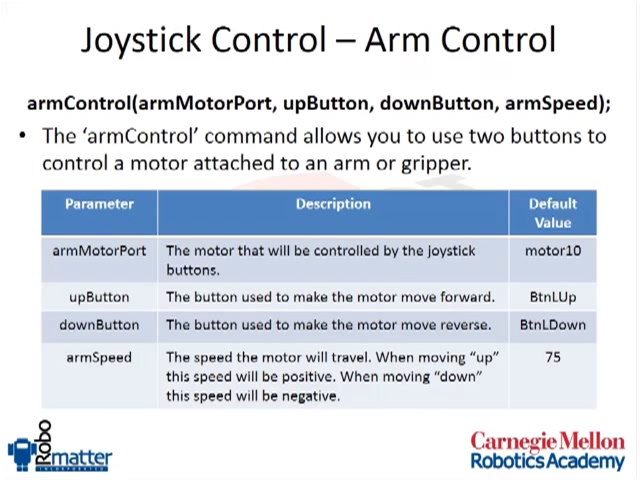 Joystick Control – Arm Control
armControl(armMotorPort, upButton, downButton, armSpeed);
• The ‘armControl’ command allows you to use two buttons to
control a motor attached to an arm or gripper.
Parameter Description Default
Value
armMotorPort The motor that will be controlled by the joystick motor10
buttons.
upButton The button used to make the motor move forward. BtnLUp
downButton The button used to make the motor move reverse. BtnLDown
armSpeed The speed the motor will travel. When moving “up” 75
this speed will be positive. When moving “down”
this speed will be negative.
Robo
matter
Carnegie Mellon
Robotics Academy